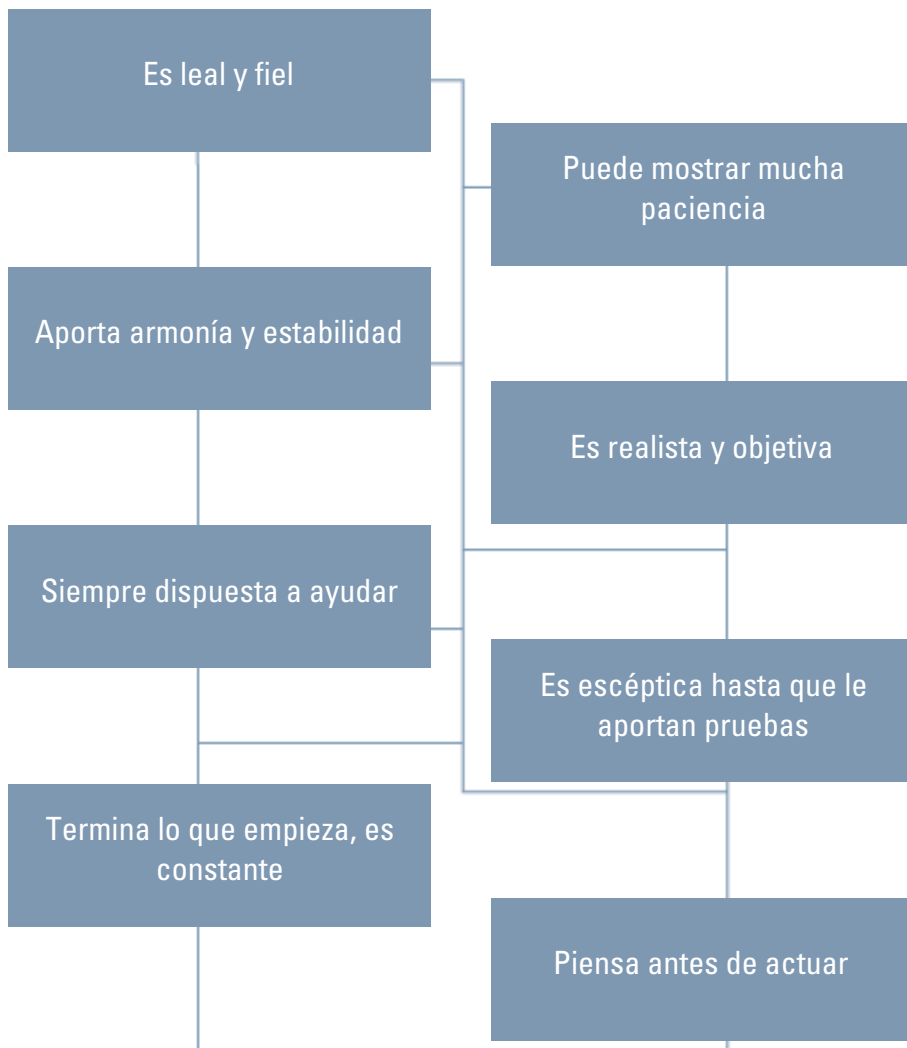 Es leal y fiel
Puede mostrar mucha
paciencia
Aporta armonía y estabilidad
Es realista y objetiva
Siempre dispuesta a ayudar
Es escéptica hasta que le
aportan pruebas
Termina lo que empieza, es
constante
Piensa antes de actuar